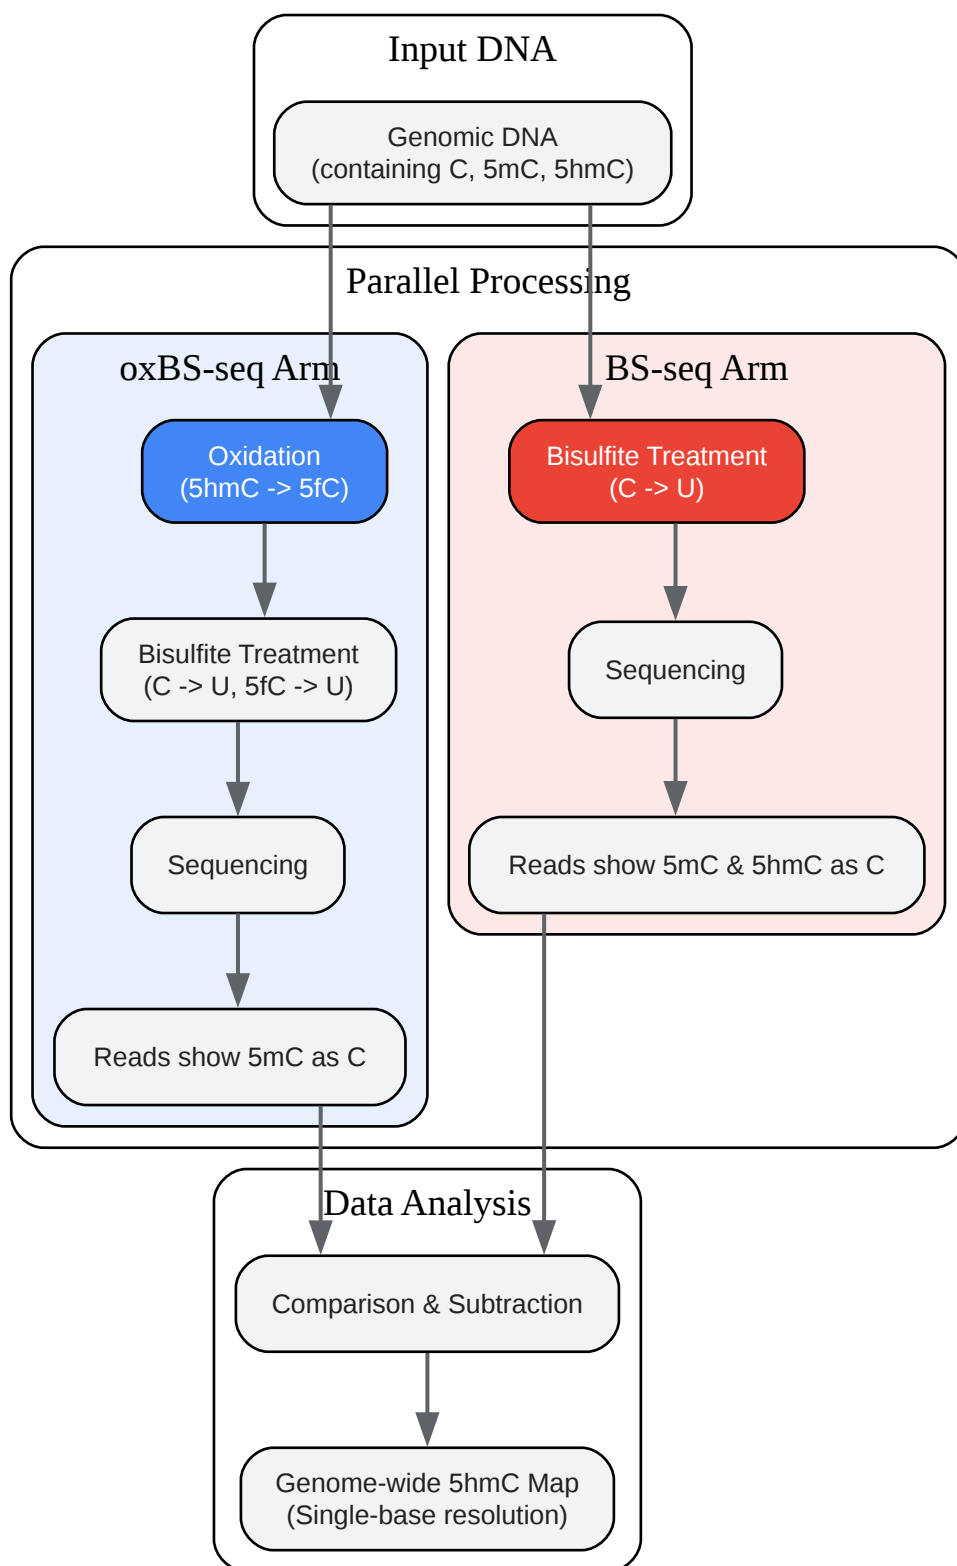 Input DNA
Genomic DNA
(containing C, 5mC, 5hmC)
Parallel Processing
oxBS-seq Arm
Oxidation
(5hmC -> 5fC)
Bisulfite Treatment
(C -> U, 5fC -> U)
Sequencing
Reads show 5mC as C
BS-seq Arm
Bisulfite Treatment
(C -> U)
Sequencing
Reads show 5mC & 5hmC as C
Data Analysis
Comparison & Subtraction
Genome-wide 5hmC Map
(Single-base resolution)